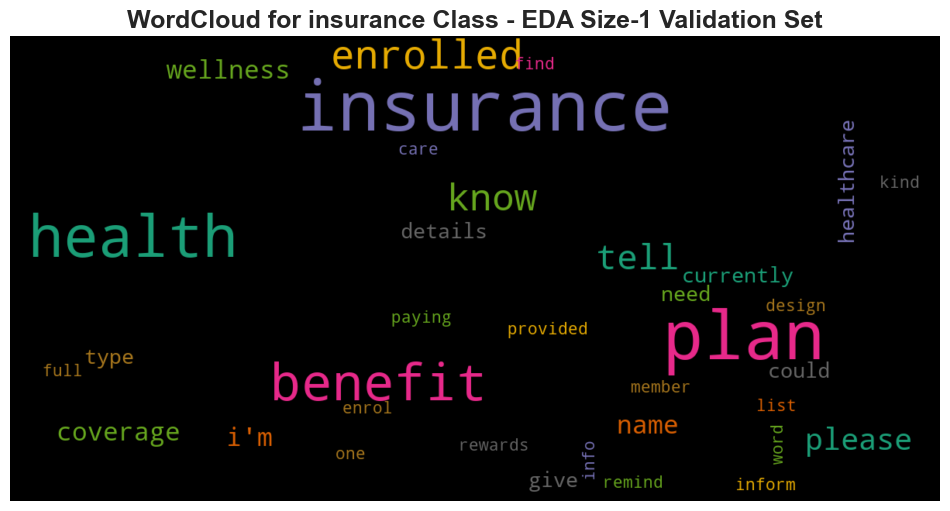 WordCloud for insurance Class - EDA Size-1 Validation Set
enrolled
find
wellness
insurance
care
healthcare
kind
know
health
details
tell
currently
need
design
paying
provided
plan
type
full
could
benefit
member
enrol
list
name
coverage
i'm
word
please
rewards
one
info
give
remind
inform